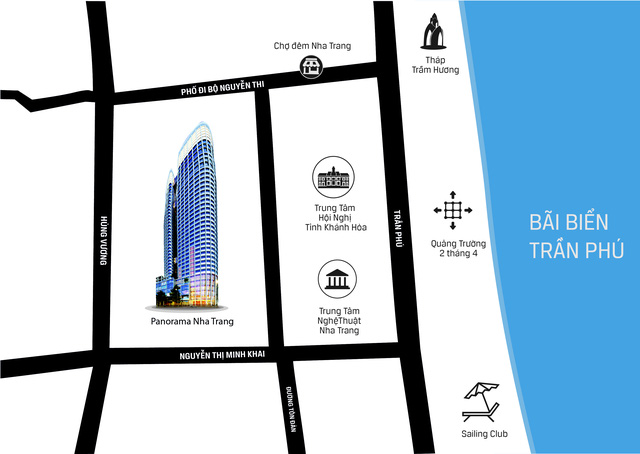 Chợ đêm Nha Trang
Tháp
Trầm Hương
PHỐ ĐI BỘ NGUYỄN THI
Trung Tâm
Hội Nghị
Tỉnh Khánh Hòa
HÙNG VƯƠNG
TRẦN PHÚ
Quảng Trường
2 tháng 4
BÃI BIỂN
TRẦN PHÚ
Panorama Nha Trang
Trung Tâm
NghệThuật
Nha Trang
NGUYỄN THỊ MINH KHAI
ĐƯỜNG TÔN ĐẢN
Sailing Club